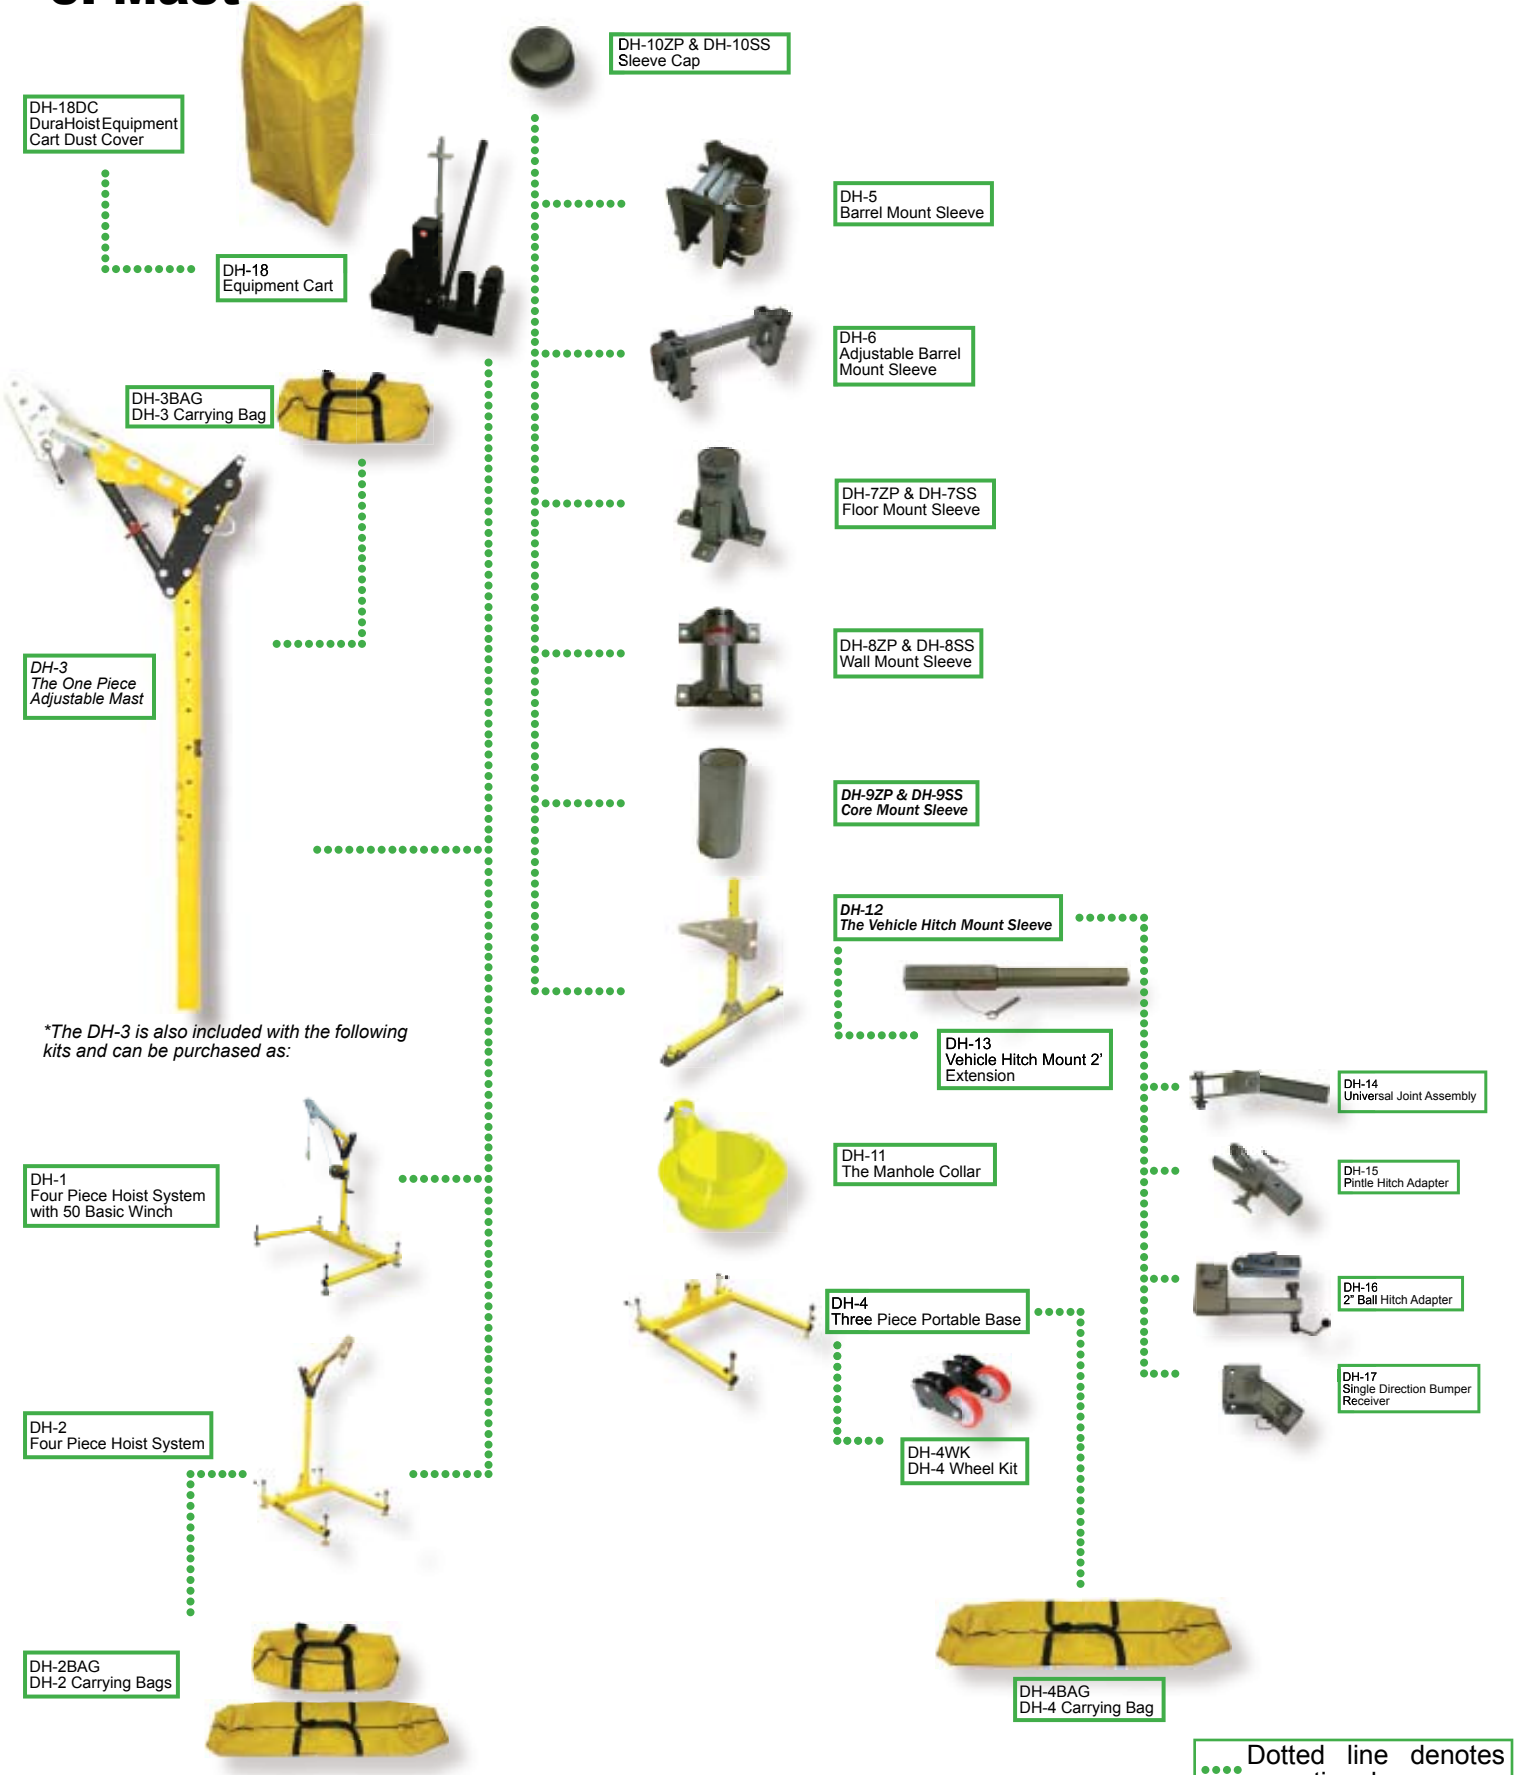 DH-10ZP & DH-10SS
Sleeve Cap
DH-18DC
DuraHoist Equipment
Cart Dust Cover
DH-5
Barrel Mount Sleeve
DH-18
Equipment Cart
DH-6
Adjustable Barrel
Mount Sleeve
DH-3BAG
DH-3 Carrying Bag
DH-7ZP & DH-7SS
Floor Mount Sleeve
DH-3
The One Piece
Adjustable Mast
DH-8ZP & DH-8SS
Wall Mount Sleeve
DH-9ZP & DH-9SS
Core Mount Sleeve
DH-12
The Vehicle Hitch Mount Sleeve
*The DH-3 is also included with the following
kits and can be purchased as:
DH-13
Vehicle Hitch Mount 2'
Extension
DH-14
Universal Joint Assembly
DH-1
Four Piece Hoist System
with 50 Basic Winch
DH-11
The Manhole Collar
DH-15
Pintle Hitch Adapter
DH-4
Three Piece Portable Base
DH-16
2" Ball Hitch Adapter
DH-17
Single Direction Bumper
Receiver
DH-2
Four Piece Hoist System
DH-4WK
DH-4 Wheel Kit
DH-2BAG
DH-2 Carrying Bags
DH-4BAG
DH-4 Carrying Bag
Dotted line denotes